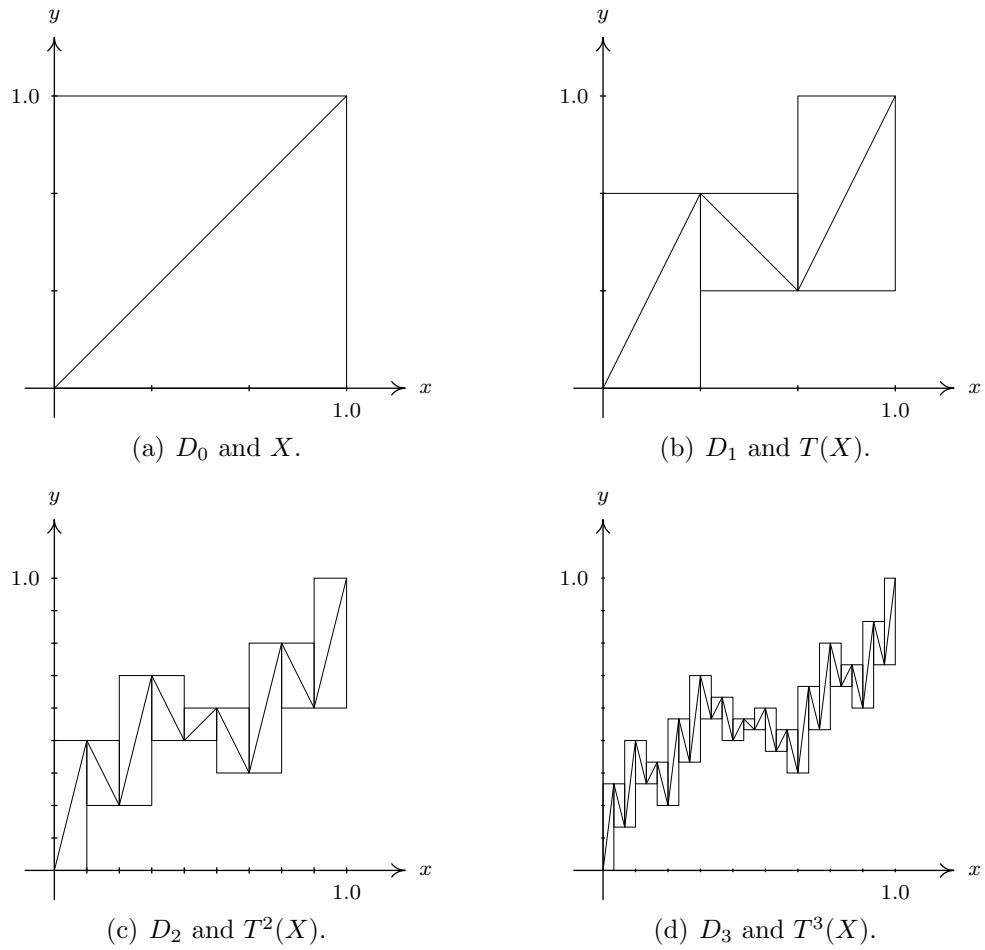 y
1.0
x
1.0
(a) D₀ and X.
y
1.0
x
1.0
(b) D₁ and T(X).
y
1.0
x
1.0
(c) D₂ and T²(X).
y
1.0
x
1.0
(d) D₃ and T³(X).